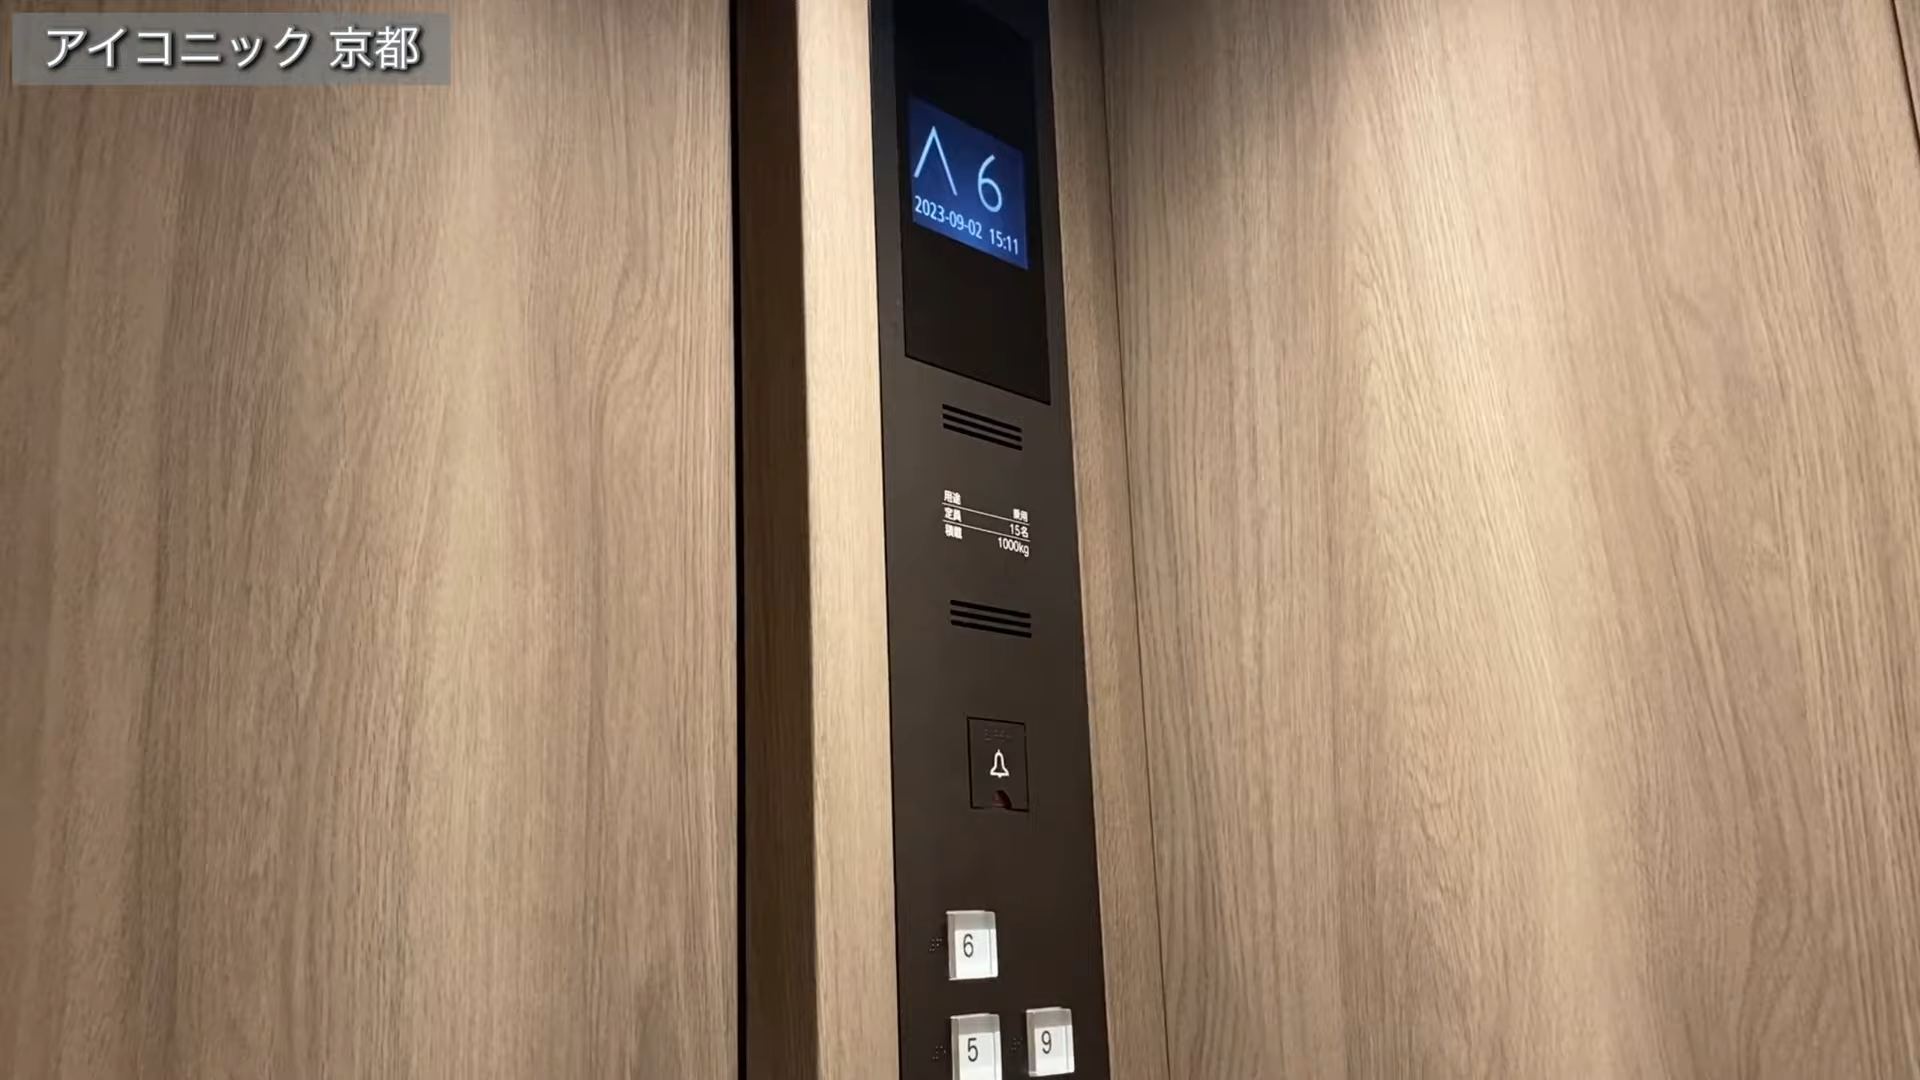 アイコニック 京都
∧ 6
2023-09-02 15:11
用途 乗用
定員 15名
積載 1000kg
6
5 9